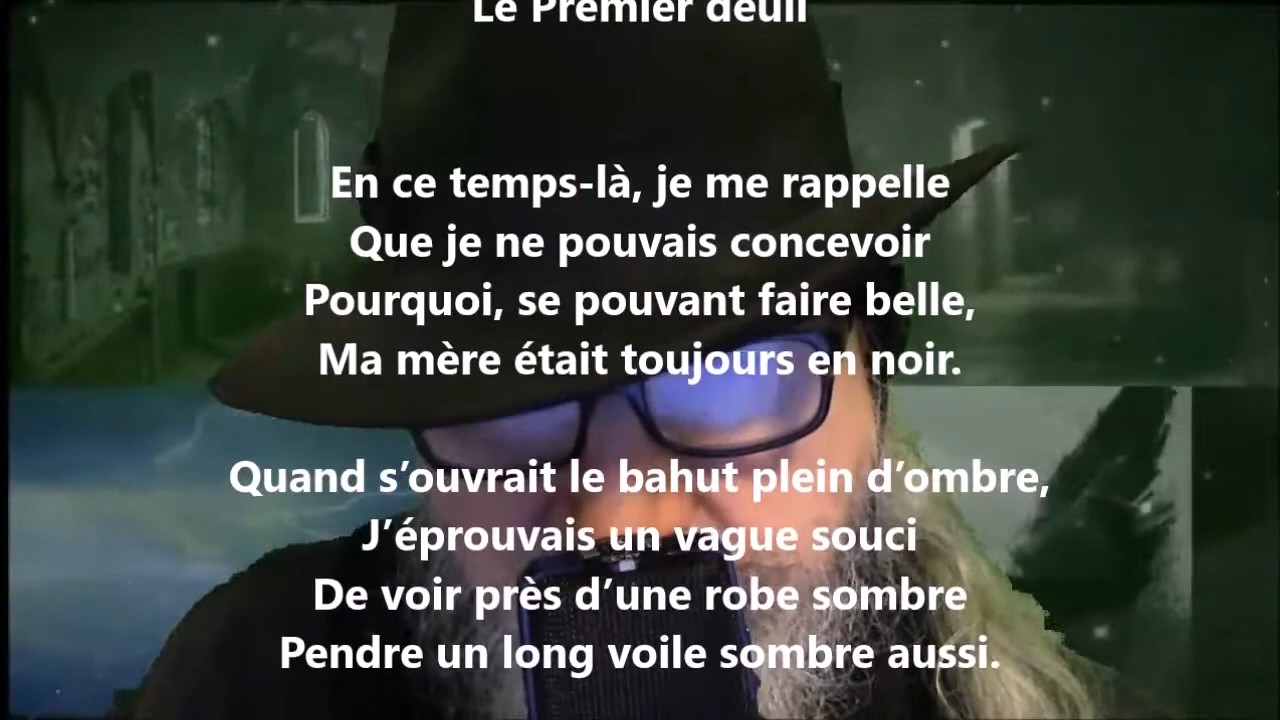 Le Premier deuil
En ce temps-là, je me rappelle
Que je ne pouvais concevoir
Pourquoi, se pouvant faire belle,
Ma mère était toujours en noir.
Quand s’ouvrait le bahut plein d’ombre,
J’éprouvais un vague souci
De voir près d’une robe sombre
Pendre un long voile sombre aussi.